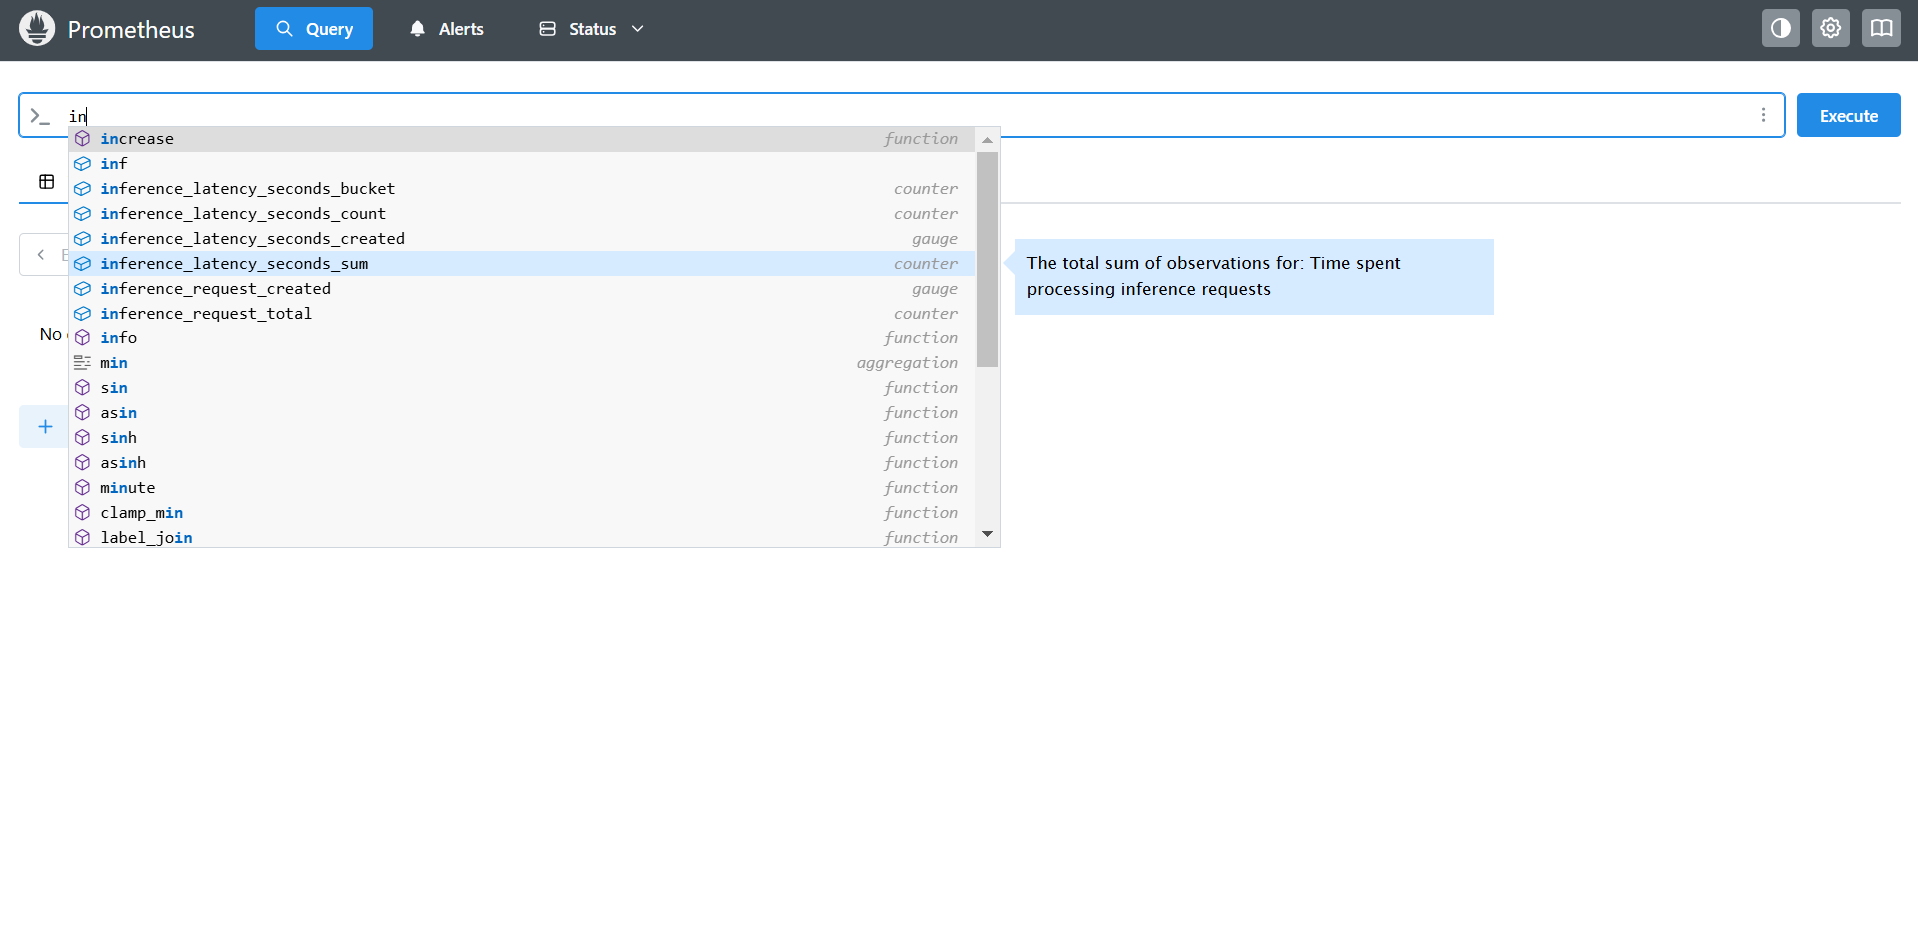 Prometheus
Query
Alerts
Status
in
Execute
increase function
inf
inference_latency_seconds_bucket counter
inference_latency_seconds_count counter
inference_latency_seconds_created gauge
inference_latency_seconds_sum counter
The total sum of observations for: Time spent
processing inference requests
inference_request_created gauge
inference_request_total counter
info function
No
min aggregation
sin function
asin function
sinh function
asinh function
minute function
clamp_min function
label_join function